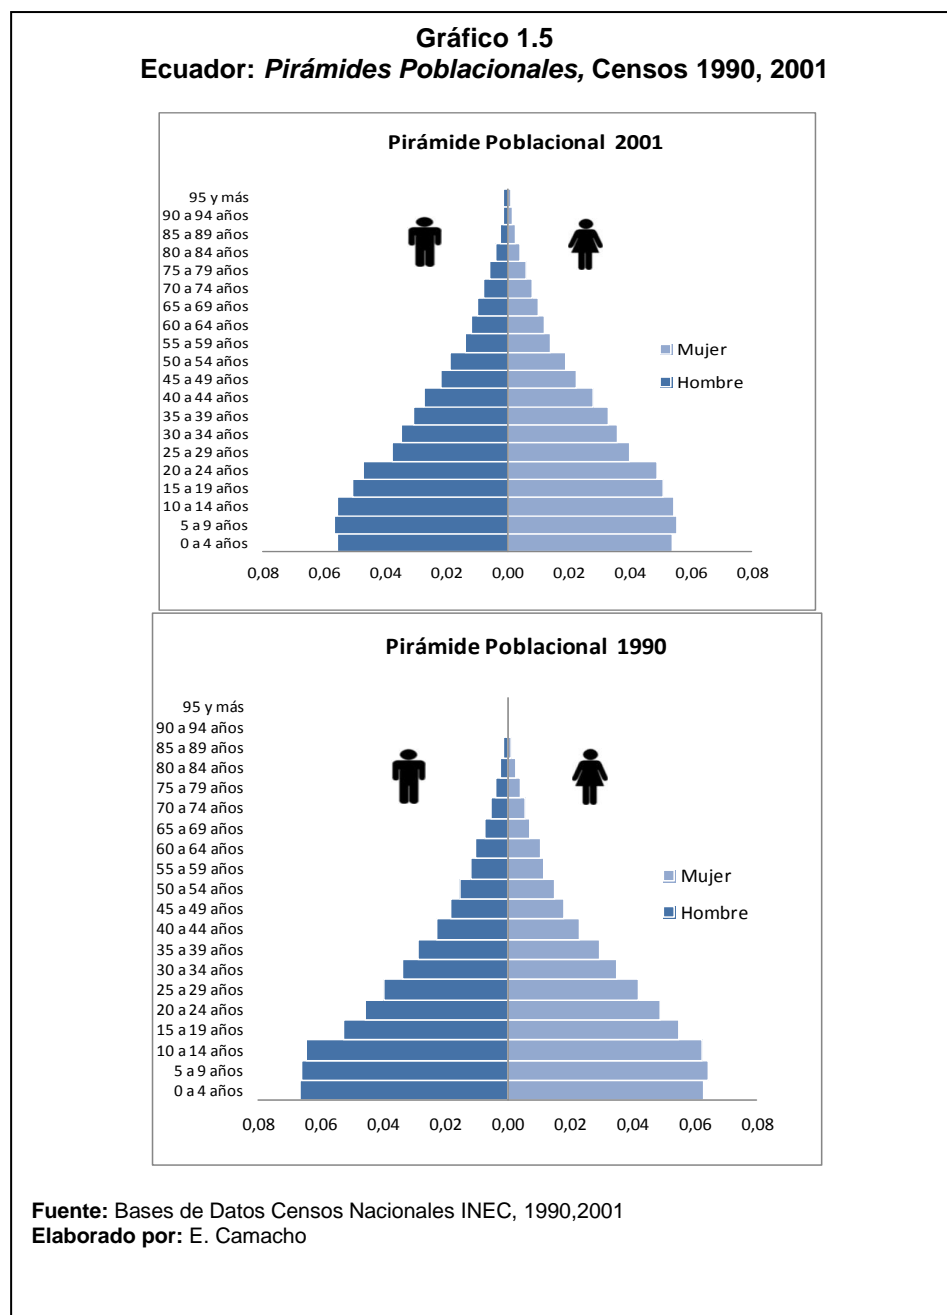 Gráfico 1.5
Ecuador: Pirámides Poblacionales, Censos 1990, 2001
Pirámide Poblacional 2001
95 y más
90 a 94 años
85 a 89 años
80 a 84 años
75 a 79 años
70 a 74 años
65 a 69 años
60 a 64 años
55 a 59 años
50 a 54 años
45 a 49 años
40 a 44 años
35 a 39 años
30 a 34 años
25 a 29 años
20 a 24 años
15 a 19 años
10 a 14 años
5 a 9 años
0 a 4 años
Mujer
Hombre
0,08 0,06 0,04 0,02 0,00 0,02 0,04 0,06 0,08
Pirámide Poblacional 1990
95 y más
90 a 94 años
85 a 89 años
80 a 84 años
75 a 79 años
70 a 74 años
65 a 69 años
60 a 64 años
55 a 59 años
50 a 54 años
45 a 49 años
40 a 44 años
35 a 39 años
30 a 34 años
25 a 29 años
20 a 24 años
15 a 19 años
10 a 14 años
5 a 9 años
0 a 4 años
Mujer
Hombre
0,08 0,06 0,04 0,02 0,00 0,02 0,04 0,06 0,08
Fuente: Bases de Datos Censos Nacionales INEC, 1990,2001
Elaborado por: E. Camacho